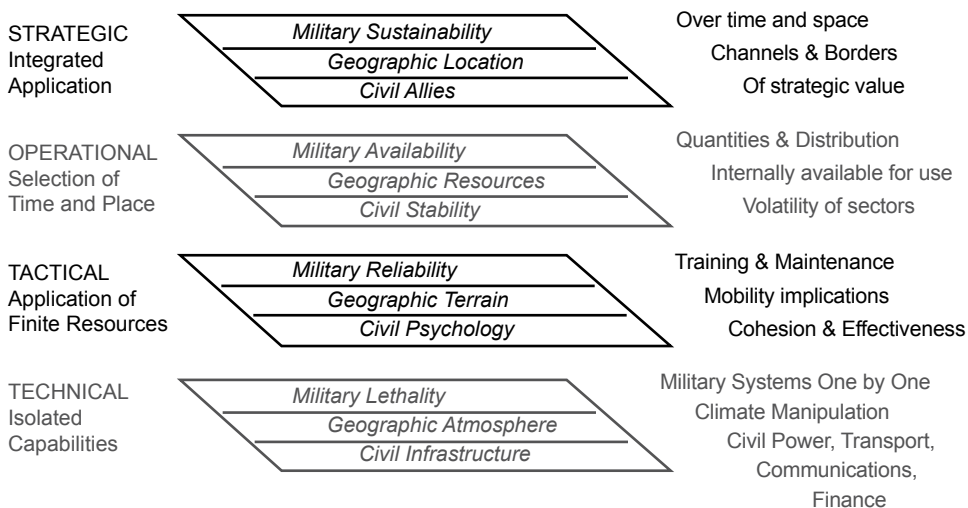 STRATEGIC
Integrated
Application
Military Sustainability
Geographic Location
Civil Allies
Over time and space
Channels & Borders
Of strategic value
OPERATIONAL
Selection of
Time and Place
Military Availability
Geographic Resources
Civil Stability
Quantities & Distribution
Internally available for use
Volatility of sectors
TACTICAL
Application of
Finite Resources
Military Reliability
Geographic Terrain
Civil Psychology
Training & Maintenance
Mobility implications
Cohesion & Effectiveness
TECHNICAL
Isolated
Capabilities
Military Lethality
Geographic Atmosphere
Civil Infrastructure
Military Systems One by One
Climate Manipulation
Civil Power, Transport,
Communications,
Finance